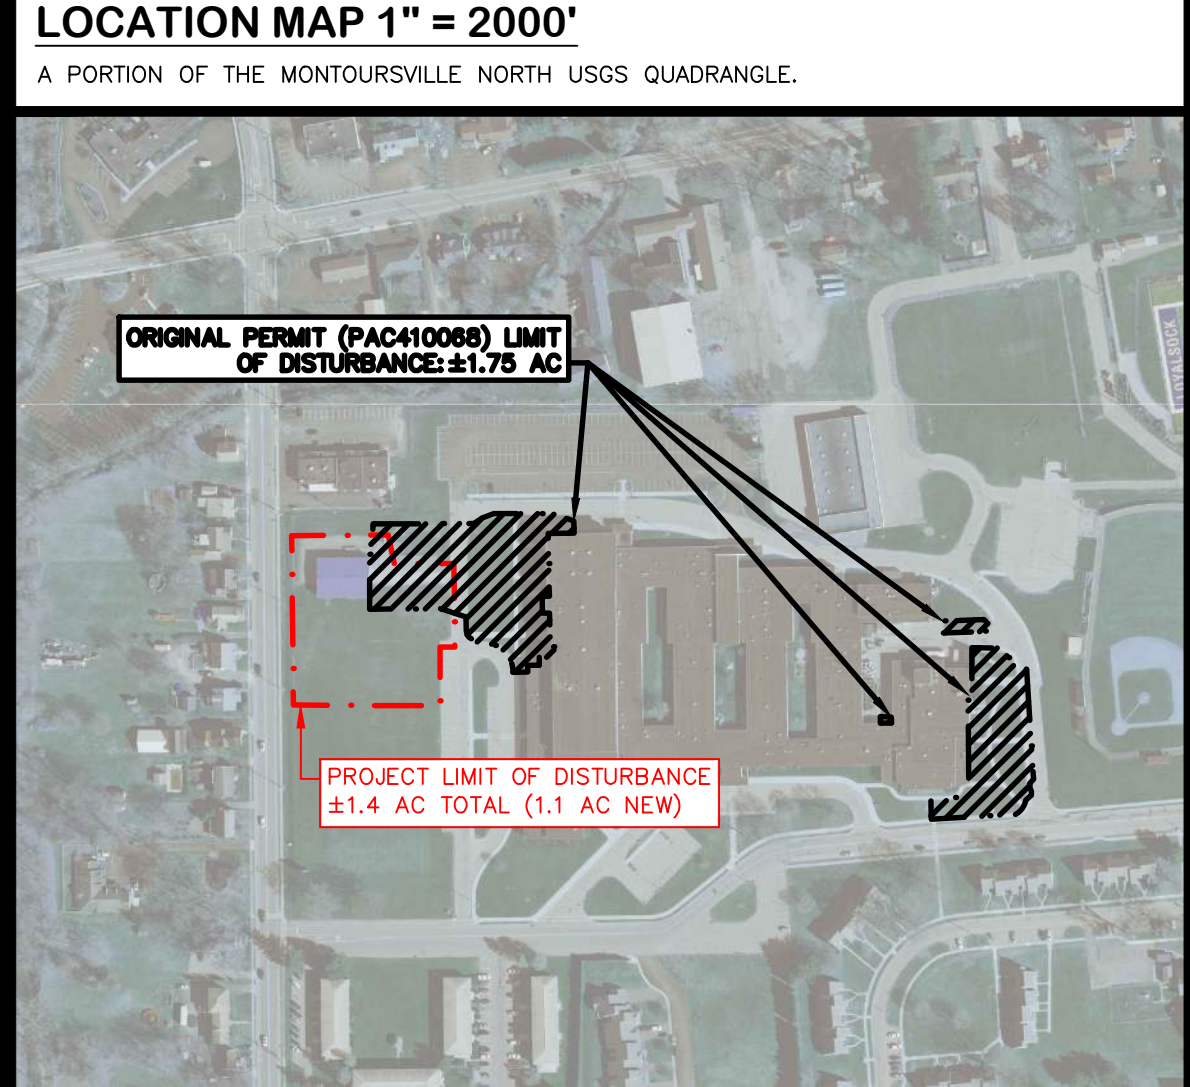 LOCATION MAP 1" = 2000'
A PORTION OF THE MONTOURSVILLE NORTH USGS QUADRANGLE.
ORIGINAL PERMIT (PAC410068) LIMIT
OF DISTURBANCE: ±1.75 AC
LOYALSOCK
PROJECT LIMIT OF DISTURBANCE
±1.4 AC TOTAL (1.1 AC NEW)